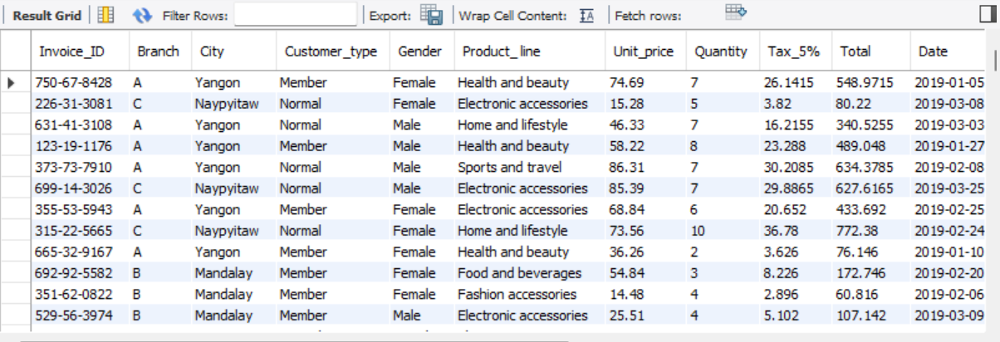 Result Grid Filter Rows: Export: Wrap Cell Content: IA Fetch rows:
Invoice_ID Branch City Customer_type Gender Product_line Unit_price Quantity Tax_5% Total Date
750-67-8428 A Yangon Member Female Health and beauty 74.69 7 26.1415 548.9715 2019-01-05
226-31-3081 C Naypyitaw Normal Female Electronic accessories 15.28 5 3.82 80.22 2019-03-08
631-41-3108 A Yangon Normal Male Home and lifestyle 46.33 7 16.2155 340.5255 2019-03-03
123-19-1176 A Yangon Member Male Health and beauty 58.22 8 23.288 489.048 2019-01-27
373-73-7910 A Yangon Normal Male Sports and travel 86.31 7 30.2085 634.3785 2019-02-08
699-14-3026 C Naypyitaw Normal Male Electronic accessories 85.39 7 29.8865 627.6165 2019-03-25
355-53-5943 A Yangon Member Female Electronic accessories 68.84 6 20.652 433.692 2019-02-25
315-22-5665 C Naypyitaw Normal Female Home and lifestyle 73.56 10 36.78 772.38 2019-02-24
665-32-9167 A Yangon Member Female Health and beauty 36.26 2 3.626 76.146 2019-01-10
692-92-5582 B Mandalay Member Female Food and beverages 54.84 3 8.226 172.746 2019-02-20
351-62-0822 B Mandalay Member Female Fashion accessories 14.48 4 2.896 60.816 2019-02-06
529-56-3974 B Mandalay Member Male Electronic accessories 25.51 4 5.102 107.142 2019-03-09